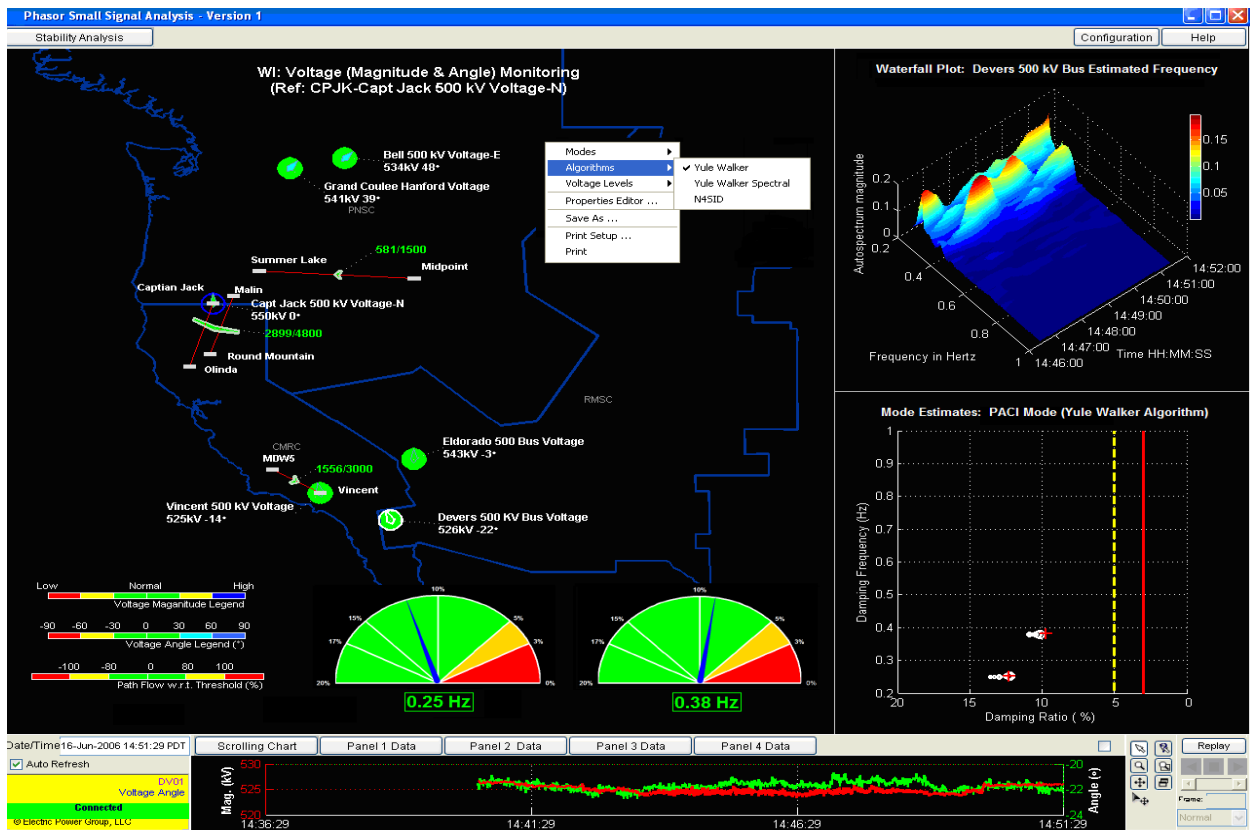 Phasor Small Signal Analysis - Version 1
Stability Analysis
Configuration
Help
WI: Voltage (Magnitude & Angle) Monitoring
(Ref: CPJK-Capt Jack 500 kV Voltage-N)
Bell 500 kV Voltage-E
534kV 48°
Grand Coulee Hanford Voltage
541kV 39°
PNSC
581/1500
Summer Lake
Midpoint
Captian Jack
Malin
Capt Jack 500 kV Voltage-N
550kV 0°
2899/4800
Round Mountain
Olinda
RMSC
CMRC
MDW5
1556/3000
Vincent
Vincent 500 kV Voltage
525kV -14°
Eldorado 500 Bus Voltage
543kV -3°
Devers 500 KV Bus Voltage
526kV -22°
Modes
Algorithms
Voltage Levels
Properties Editor ...
Save As ...
Print Setup ...
Print
Yule Walker
Yule Walker Spectral
N4SID
Low Normal High
Voltage Magnitude Legend
-90 -60 -30 0 30 60 90
Voltage Angle Legend (°)
-100 -80 0 80 100
Path Flow w.r.t. Threshold (%)
20% 17% 15% 10% 5% 3% 0%
0.25 Hz
20% 17% 15% 10% 5% 3% 0%
0.38 Hz
Waterfall Plot: Devers 500 kV Bus Estimated Frequency
Autospectrum magnitude
0.2
0.1
0
0.2
0.4
0.6
0.8
1
Frequency in Hertz
14:46:00
14:47:00
14:48:00
14:49:00
14:50:00
14:51:00
14:52:00
Time HH:MM:SS
0.15
0.1
0.05
Mode Estimates: PACI Mode (Yule Walker Algorithm)
Damping Frequency (Hz)
1
0.9
0.8
0.7
0.6
0.5
0.4
0.3
0.2
20 15 10 5 0
Damping Ratio ( %)
Date/Time 16-Jun-2006 14:51:29 PDT
Auto Refresh
DV01
Voltage Angle
Connected
© Electric Power Group, LLC
Scrolling Chart
Panel 1 Data
Panel 2 Data
Panel 3 Data
Panel 4 Data
Mag. (kV)
530
525
520
14:36:29 14:41:29 14:46:29 14:51:29
-20
-22
-24
Angle (°)
Replay
Frame:
Normal